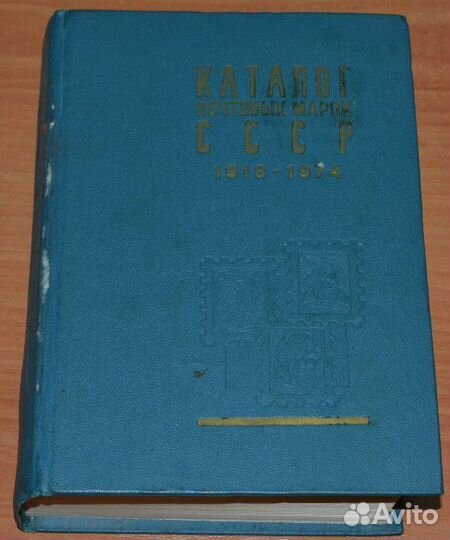 КАТАЛОГ
ПОЧТОВЫХ МАРОК
СССР
1918·1974
Avito